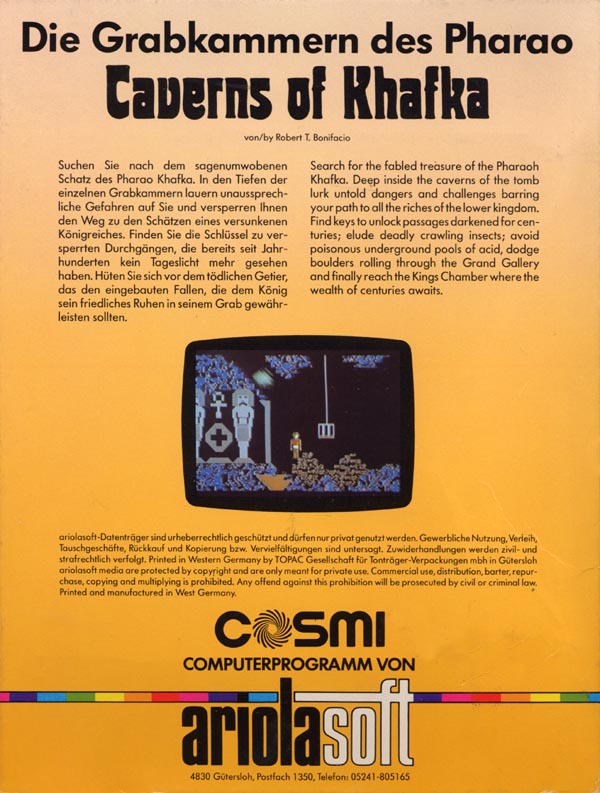 Die Grabkammern des Pharao
Caverns of Khafka
von/by Robert T. Bonifacio
Suchen Sie nach dem sagenumwobenen
Schatz des Pharao Khafka. In den Tiefen der
einzelnen Grabkammern lauern unaussprech-
liche Gefahren auf Sie und versperren Ihnen
den Weg zu den Schätzen eines versunkenen
Königreiches. Finden Sie die Schlüssel zu ver-
sperrten Durchgängen, die bereits seit Jahr-
hunderten kein Tageslicht mehr gesehen
haben. Hüten Sie sich vor dem tödlichen Getier,
das den eingebauten Fallen, die dem König
sein friedliches Ruhen in seinem Grab gewähr-
leisten sollten.
Search for the fabled treasure of the Pharaoh
Khafka. Deep inside the caverns of the tomb
lurk untold dangers and challenges barring
your path to all the riches of the lower kingdom.
Find keys to unlock passages darkened for cen-
turies; elude deadly crawling insects; avoid
poisonous underground pools of acid, dodge
boulders rolling through the Grand Gallery
and finally reach the Kings Chamber where the
wealth of centuries awaits.
ariolasoft-Datenträger sind urheberrechtlich geschützt und dürfen nur privat genutzt werden. Gewerbliche Nutzung, Verleih,
Tauschgeschäfte, Rückkauf und Kopierung bzw. Vervielfältigungen sind untersagt. Zuwiderhandlungen werden zivil- und
strafrechtlich verfolgt. Printed in Western Germany by TOPAC Gesellschaft für Tonträger-Verpackungen mbh in Gütersloh
ariolasoft media are protected by copyright and are only meant for private use. Commercial use, distribution, barter, repur-
chase, copying and multiplying is prohibited. Any offend against this prohibition will be prosecuted by civil or criminal law.
Printed and manufactured in West Germany.
COSMI
COMPUTERPROGRAMM VON
ariolasoft
4830 Gütersloh, Postfach 1350, Telefon: 05241-805165